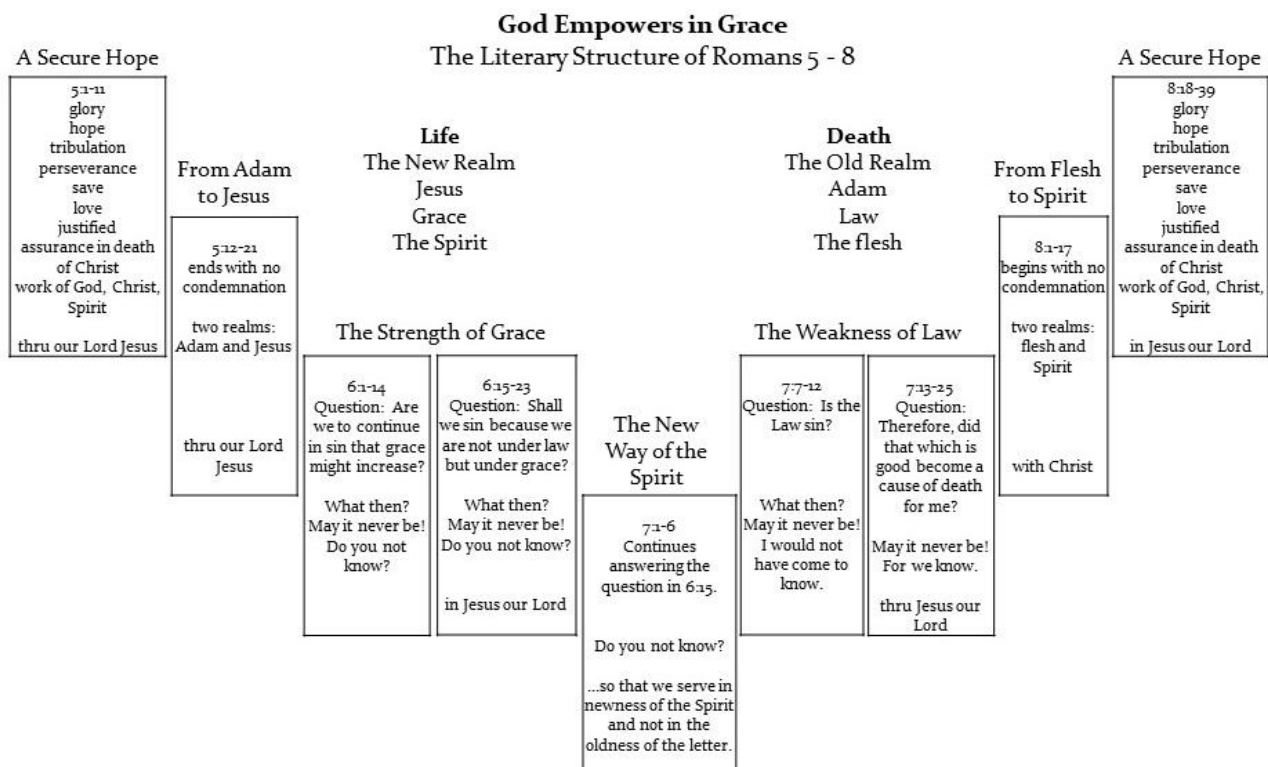 God Empowers in Grace
The Literary Structure of Romans 5 - 8
A Secure Hope
5:1-11
glory
hope
tribulation
perseverance
save
love
justified
assurance in death
of Christ
work of God, Christ,
Spirit
thru our Lord Jesus
From Adam
to Jesus
5:12-21
ends with no
condemnation
two realms:
Adam and Jesus
thru our Lord
Jesus
Life
The New Realm
Jesus
Grace
The Spirit
The Strength of Grace
6:1-14
Question: Are
we to continue
in sin that grace
might increase?
What then?
May it never be!
Do you not
know?
6:15-23
Question: Shall
we sin because we
are not under law
but under grace?
What then?
May it never be!
Do you not know?
in Jesus our Lord
The New
Way of the
Spirit
7:1-6
Continues
answering the
question in 6:15.
Do you not know?
...so that we serve in
newness of the Spirit
and not in the
oldness of the letter.
Death
The Old Realm
Adam
Law
The flesh
The Weakness of Law
7:7-12
Question: Is the
Law sin?
What then?
May it never be!
I would not
have come to
know.
7:13-25
Question:
Therefore, did
that which is
good become a
cause of death
for me?
May it never be!
For we know.
thru Jesus our
Lord
From Flesh
to Spirit
8:1-17
begins with no
condemnation
two realms:
flesh and
Spirit
with Christ
A Secure Hope
8:18-39
glory
hope
tribulation
perseverance
save
love
justified
assurance in death
of Christ
work of God, Christ,
Spirit
in Jesus our Lord